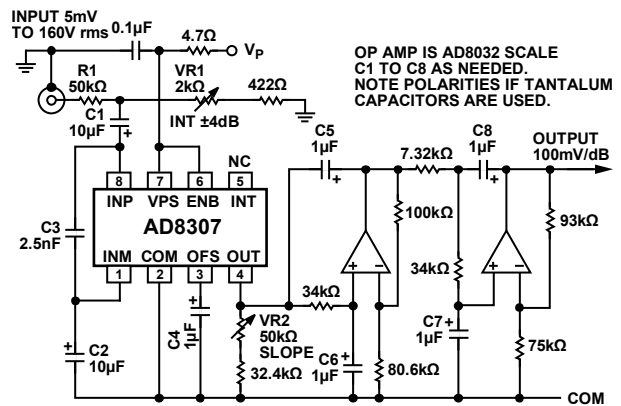 INPUT 5mV
TO 160V rms
0.1µF
4.7Ω
VP
R1
50kΩ
VR1
2kΩ
422Ω
INT ±4dB
C1
10µF
OP AMP IS AD8032 SCALE
C1 TO C8 AS NEEDED.
NOTE POLARITIES IF TANTALUM
CAPACITORS ARE USED.
C5
1µF
C8
1µF
OUTPUT
100mV/dB
7.32kΩ
NC
8 7 6 5
INP VPS ENB INT
AD8307
INM COM OFS OUT
1 2 3 4
C3
2.5nF
100kΩ
93kΩ
+ −
+ −
34kΩ
34kΩ
C2
10µF
C4
1µF
VR2
50kΩ
SLOPE
32.4kΩ
C6
1µF
80.6kΩ
C7
1µF
75kΩ
COM